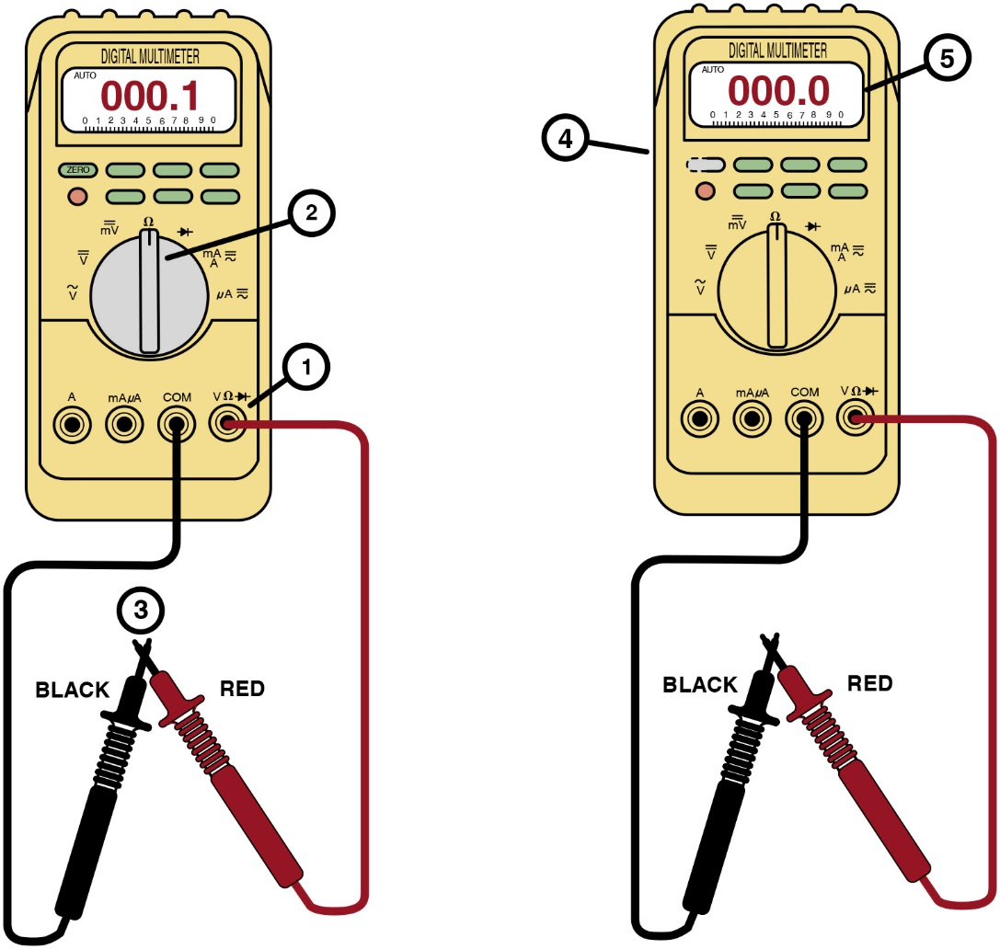 DIGITAL MULTIMETER
AUTO
000.1
0 1 2 3 4 5 6 7 8 9 0
ZERO
2
mV
Ω
V
mA
A
V
µA
1
A
mAµA
COM
V Ω
3
BLACK
RED
DIGITAL MULTIMETER
5
AUTO
000.0
0 1 2 3 4 5 6 7 8 9 0
4
mV
Ω
V
mA
A
V
µA
A
mAµA
COM
V Ω
BLACK
RED